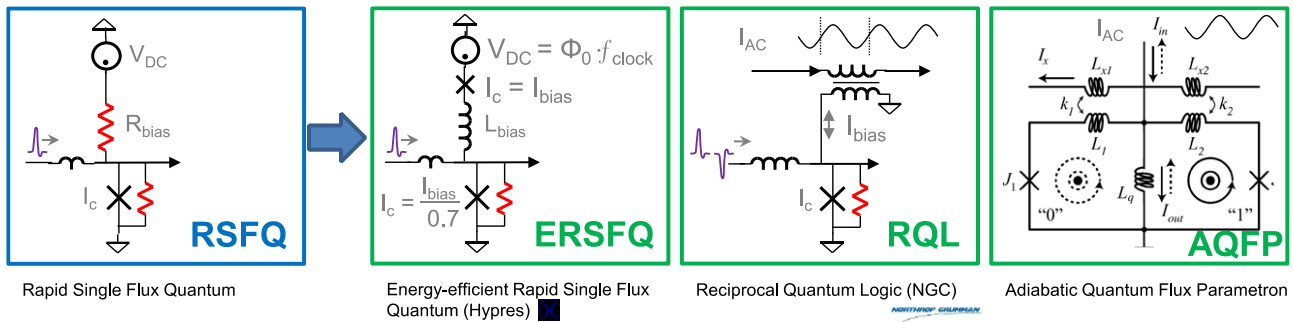 V_DC
R_bias
I_c
RSFQ
Rapid Single Flux Quantum
V_DC = Φ_0 · f_clock
I_c = I_bias
L_bias
I_c = I_bias / 0.7
ERSFQ
Energy-efficient Rapid Single Flux
Quantum (Hypres)
I_AC
I_bias
I_c
RQL
Reciprocal Quantum Logic (NGC)
NORTHROP GRUMMAN
I_AC
I_in
I_x
L_x1
L_x2
k_1
k_2
L_1
L_2
J_1
L_q
I_out
“0”
“1”
AQFP
Adiabatic Quantum Flux Parametron